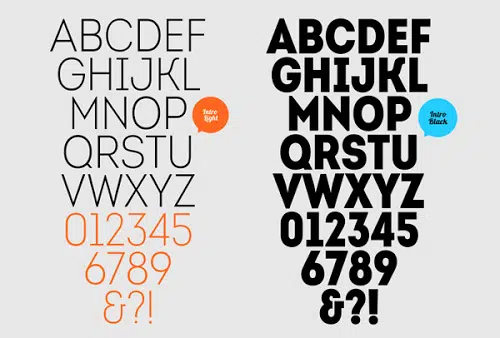 ABCDEF
GHIJKL
MNOP
QRSTU
VWXYZ
012345
6789
&?!
Intro
Light
ABCDEF
GHIJKL
MNOP
QRSTU
VWXYZ
012345
6789
&?!
Intro
Black